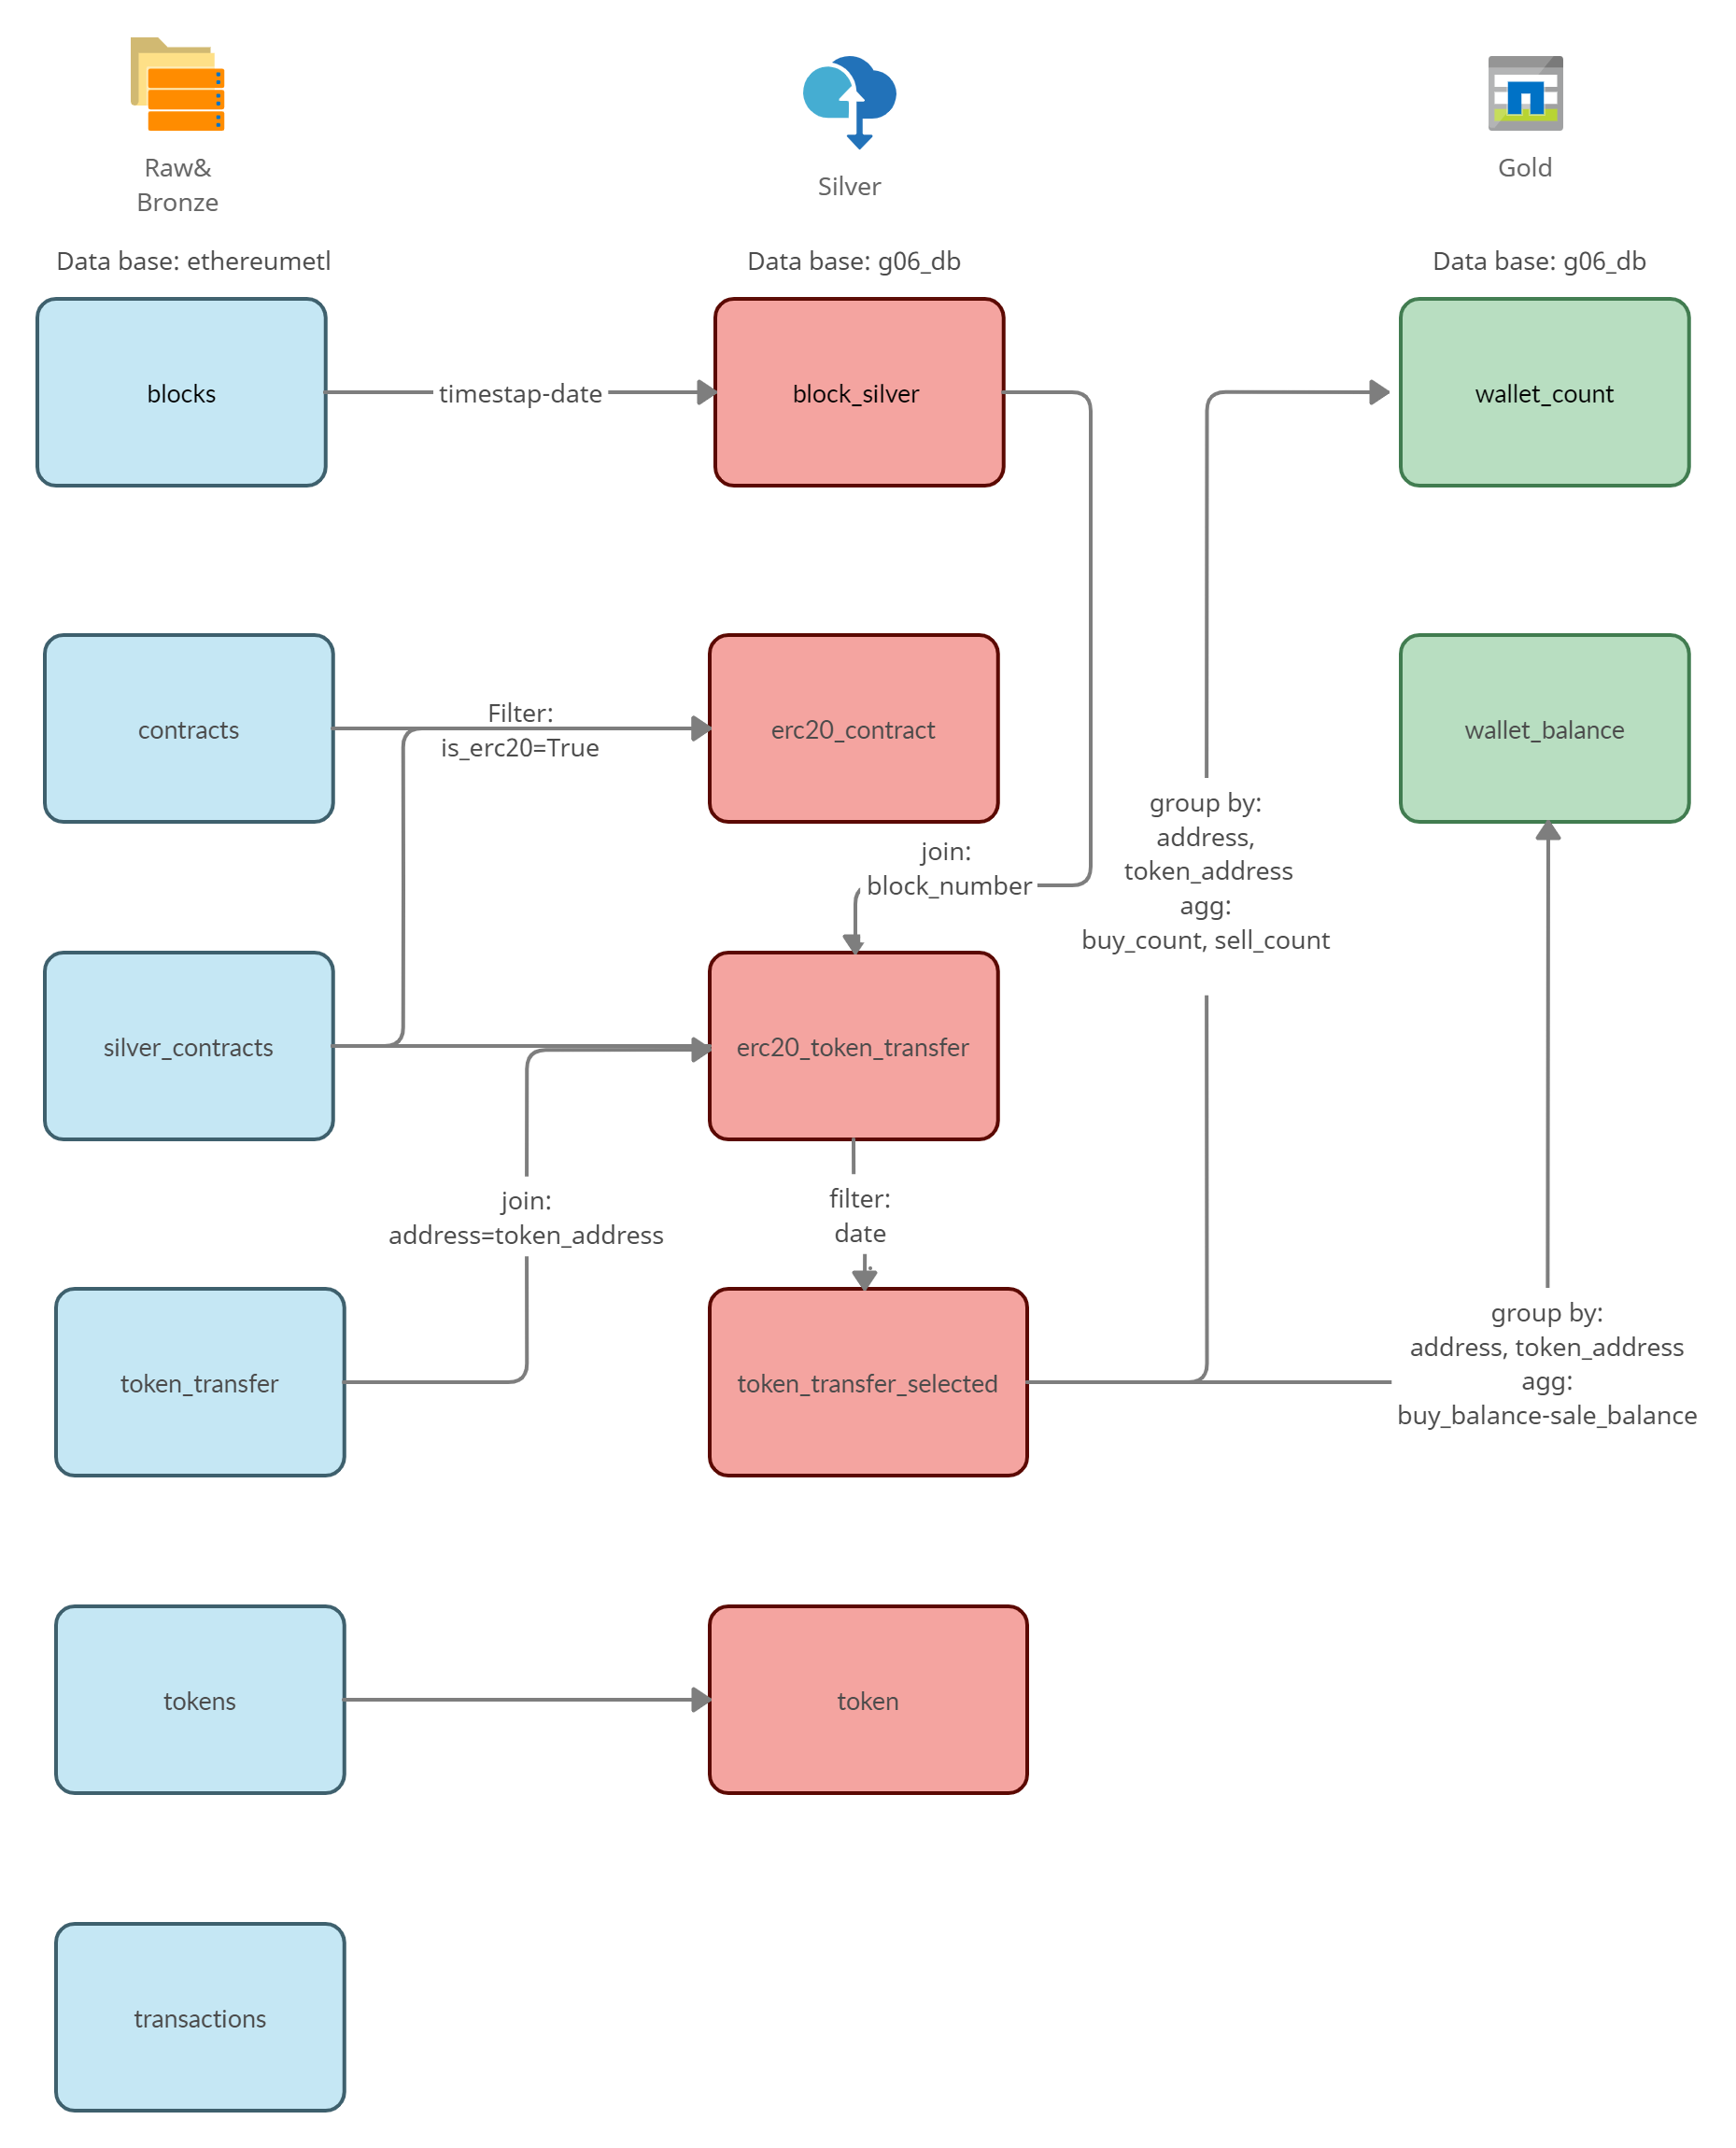 Raw&
Bronze
Silver
Gold
Data base: ethereumetl
Data base: g06_db
Data base: g06_db
blocks
timestap-date
block_silver
wallet_count
contracts
Filter:
is_erc20=True
erc20_contract
wallet_balance
join:
block_number
group by:
address,
token_address
agg:
buy_count, sell_count
silver_contracts
erc20_token_transfer
join:
address=token_address
filter:
date
token_transfer
token_transfer_selected
group by:
address, token_address
agg:
buy_balance-sale_balance
tokens
token
transactions